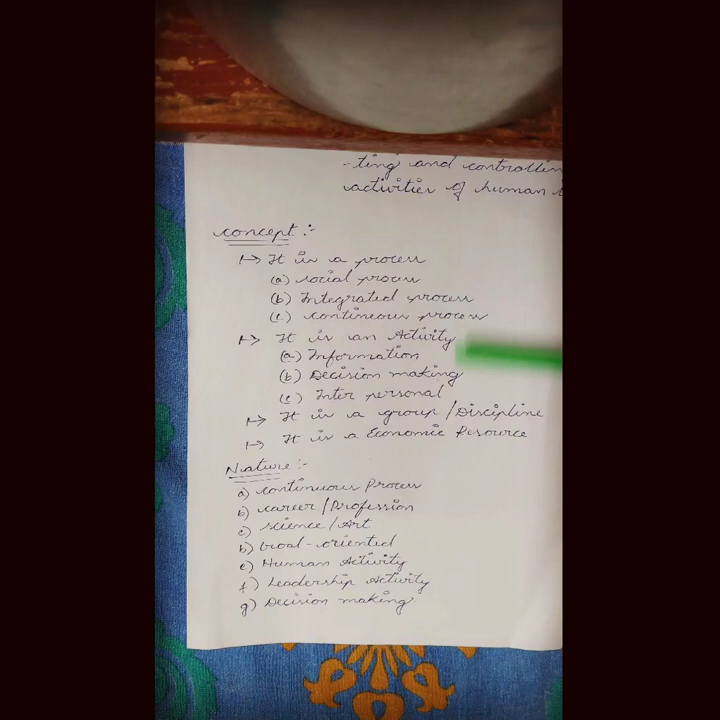 -ting and controllin
activities of human
concept :-
↦ It is a process
(a) social process
(b) Integrated process
(c) continuous process
↦ It is an Activity
(a) Information
(b) Decision making
(c) Inter personal
↦ It is a group / Discipline
↦ It is a Economic Resource
Nature :-
a) continuous Process
b) career / Profession
c) science / Art
b) Goal-oriented
e) Human Activity
f) Leadership Activity
g) Decision making